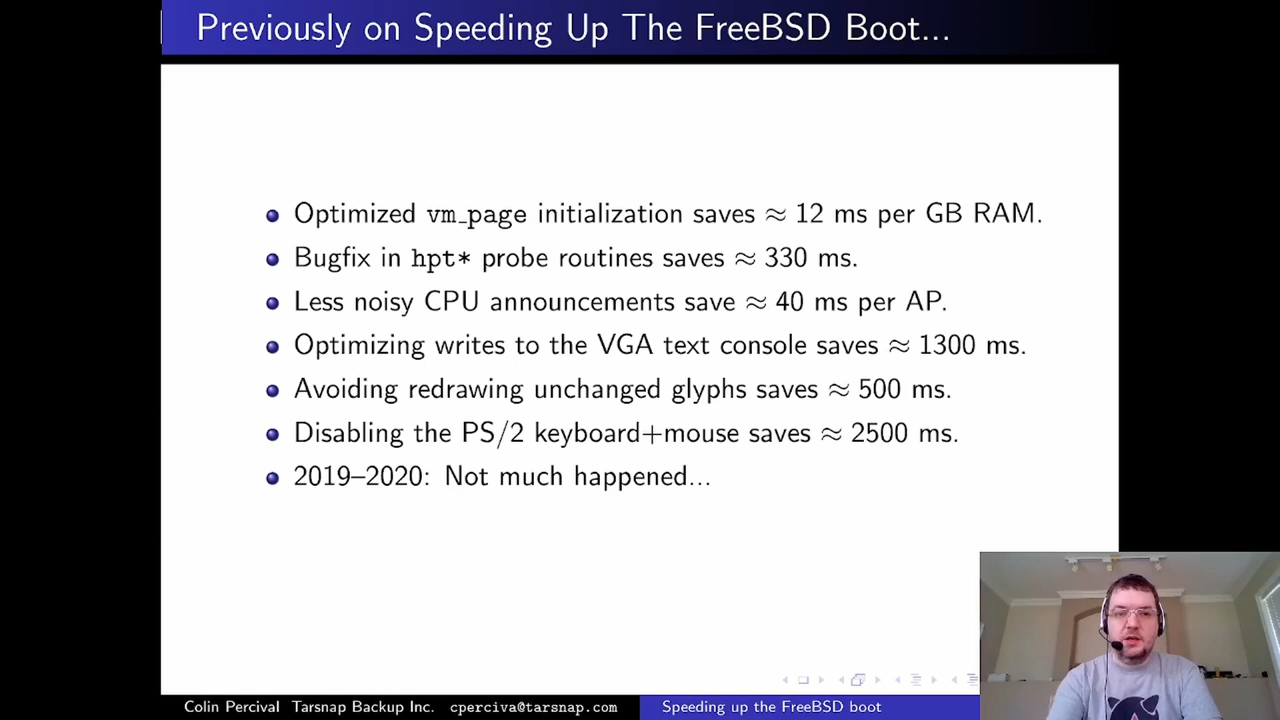 Previously on Speeding Up The FreeBSD Boot...
Optimized vm_page initialization saves ≈ 12 ms per GB RAM.
Bugfix in hpt* probe routines saves ≈ 330 ms.
Less noisy CPU announcements save ≈ 40 ms per AP.
Optimizing writes to the VGA text console saves ≈ 1300 ms.
Avoiding redrawing unchanged glyphs saves ≈ 500 ms.
Disabling the PS/2 keyboard+mouse saves ≈ 2500 ms.
2019–2020: Not much happened...
Colin Percival Tarsnap Backup Inc. cperciva@tarsnap.com Speeding up the FreeBSD boot